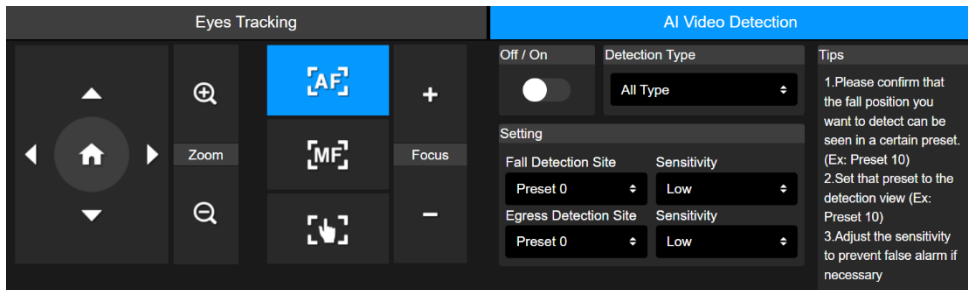 Eyes Tracking
AI Video Detection
Zoom
AF
MF
Focus
Off / On
Detection Type
All Type
Setting
Fall Detection Site
Sensitivity
Preset 0
Low
Egress Detection Site
Sensitivity
Preset 0
Low
Tips
1.Please confirm that
the fall position you
want to detect can be
seen in a certain preset.
(Ex: Preset 10)
2.Set that preset to the
detection view (Ex:
Preset 10)
3.Adjust the sensitivity
to prevent false alarm if
necessary